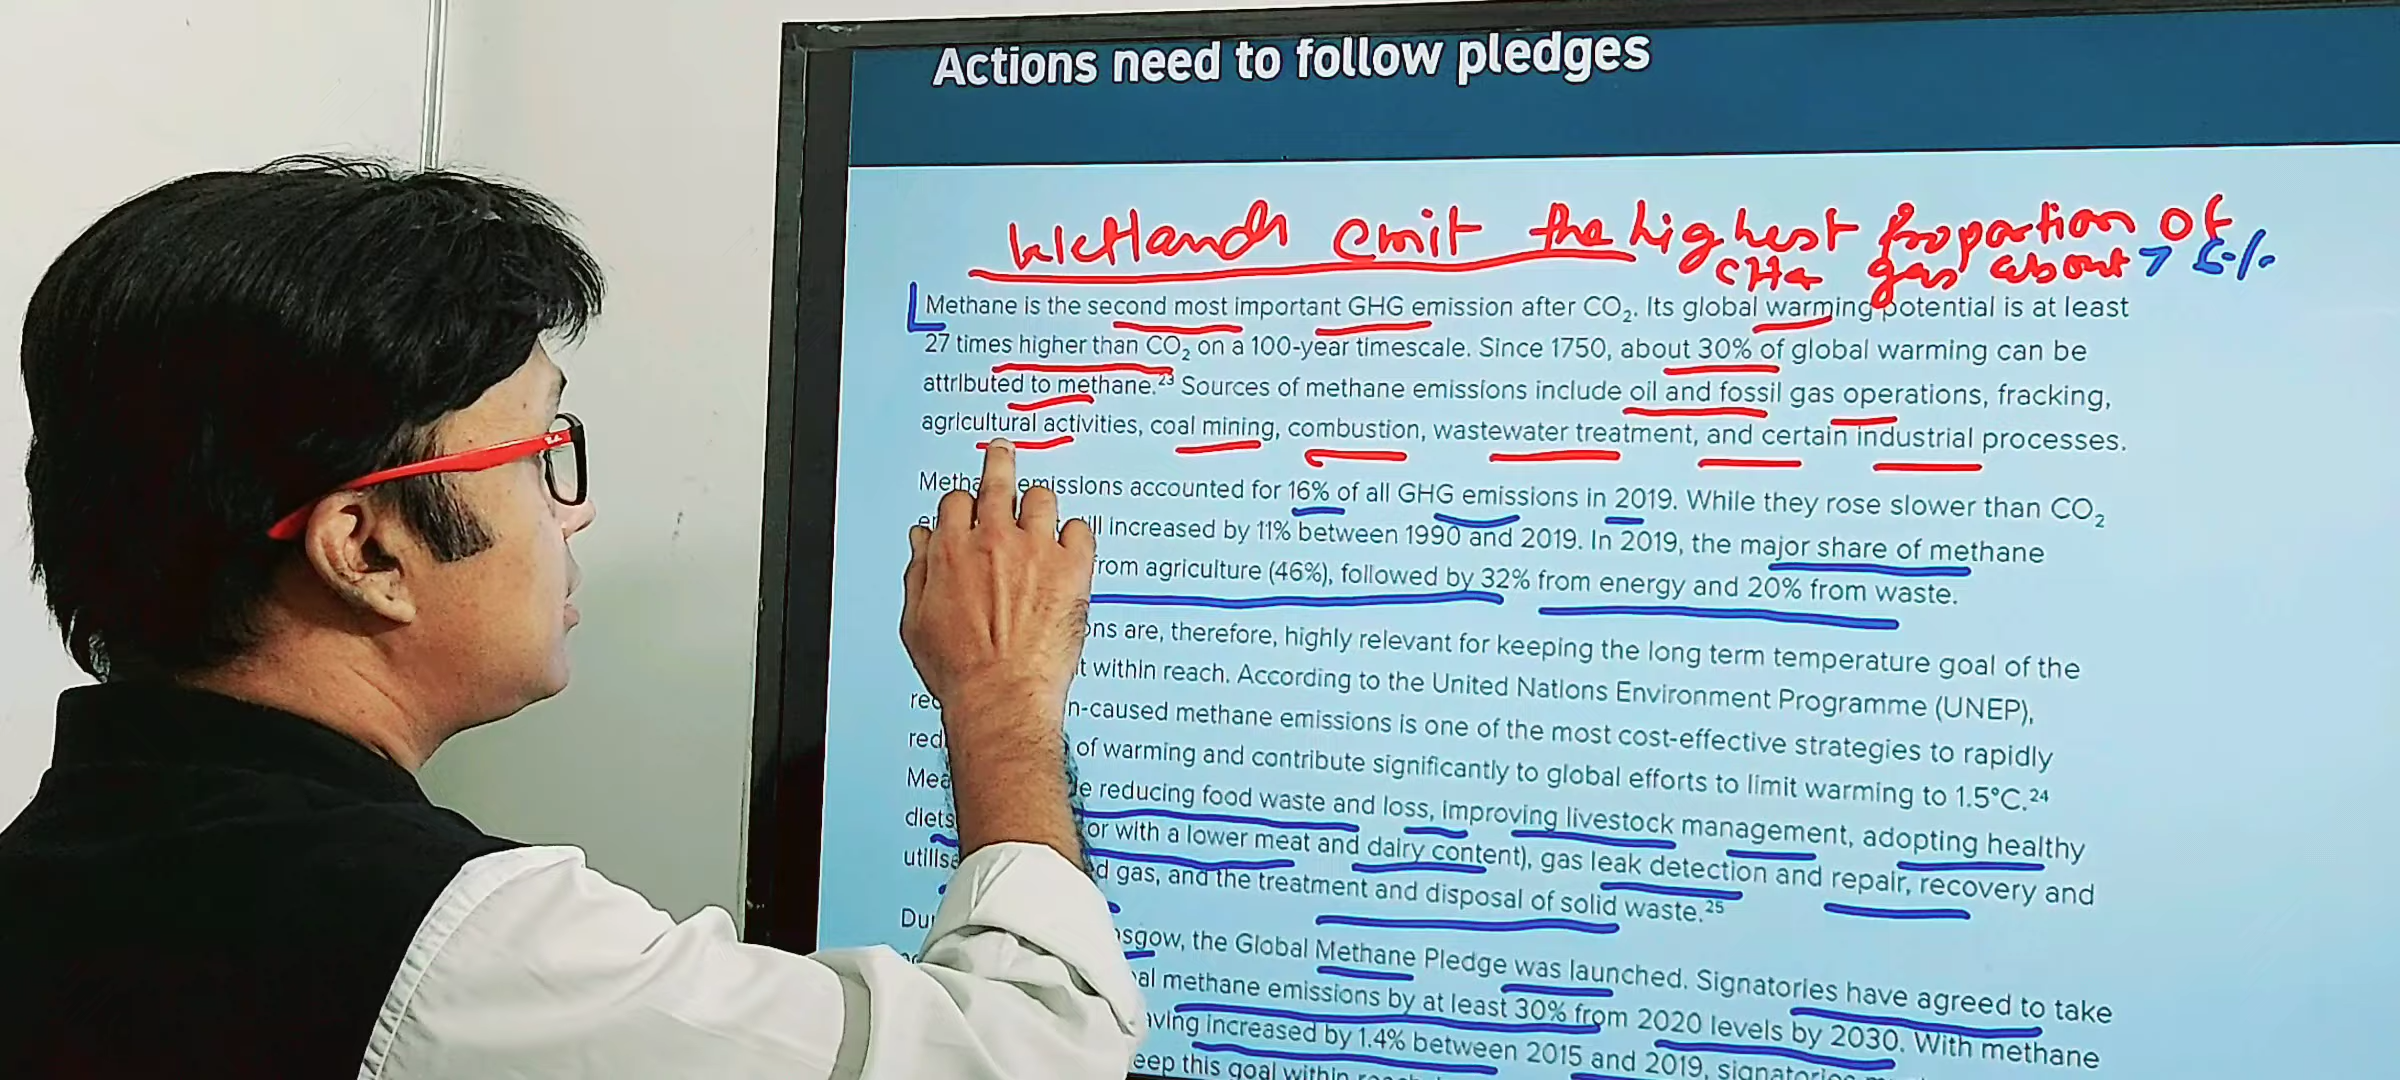 Actions need to follow pledges
Wetlands emit the highest proportion of
CH4 gas about 75%
Methane is the second most important GHG emission after CO₂. Its global warming potential is at least
27 times higher than CO₂ on a 100-year timescale. Since 1750, about 30% of global warming can be
attributed to methane.²³ Sources of methane emissions include oil and fossil gas operations, fracking,
agricultural activities, coal mining, combustion, wastewater treatment, and certain industrial processes.
emissions accounted for 16% of all GHG emissions in 2019. While they rose slower than CO₂
increased by 11% between 1990 and 2019. In 2019, the major share of methane
from agriculture (46%), followed by 32% from energy and 20% from waste.
are, therefore, highly relevant for keeping the long term temperature goal of the
within reach. According to the United Nations Environment Programme (UNEP),
-caused methane emissions is one of the most cost-effective strategies to rapidly
of warming and contribute significantly to global efforts to limit warming to 1.5°C.²⁴
reducing food waste and loss, improving livestock management, adopting healthy
diets or with a lower meat and dairy content), gas leak detection and repair, recovery and
gas, and the treatment and disposal of solid waste.²⁵
the Global Methane Pledge was launched. Signatories have agreed to take
methane emissions by at least 30% from 2020 levels by 2030. With methane
increased by 1.4% between 2015 and 2019,
this goal within